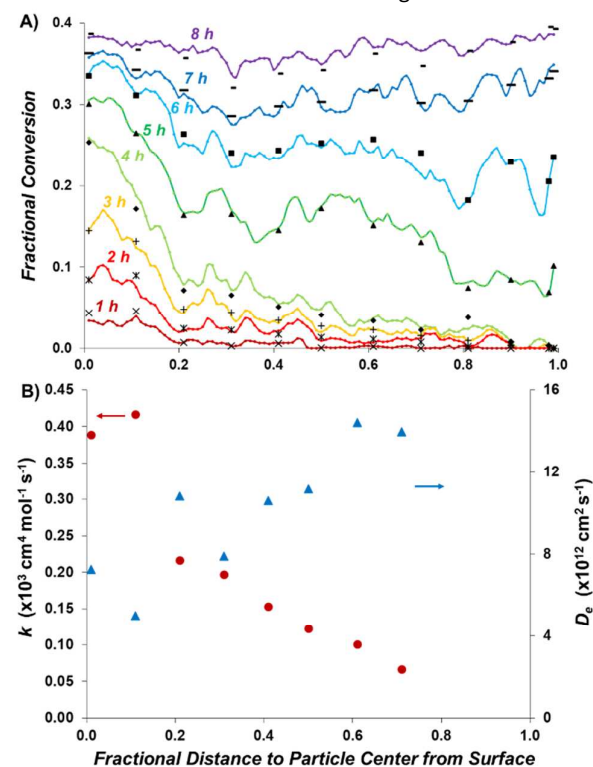 A)
0.4
0.3
0.2
0.1
0.0
Fractional Conversion
8 h
7 h
6 h
5 h
4 h
3 h
2 h
1 h
0.0 0.2 0.4 0.6 0.8 1.0
B)
0.45
0.40
0.35
0.30
0.25
0.20
0.15
0.10
0.05
0.00
k (x10³ cm⁴ mol⁻¹ s⁻¹)
16
12
8
4
0
Dₑ (x10¹² cm² s⁻¹)
0.0 0.2 0.4 0.6 0.8 1.0
Fractional Distance to Particle Center from Surface